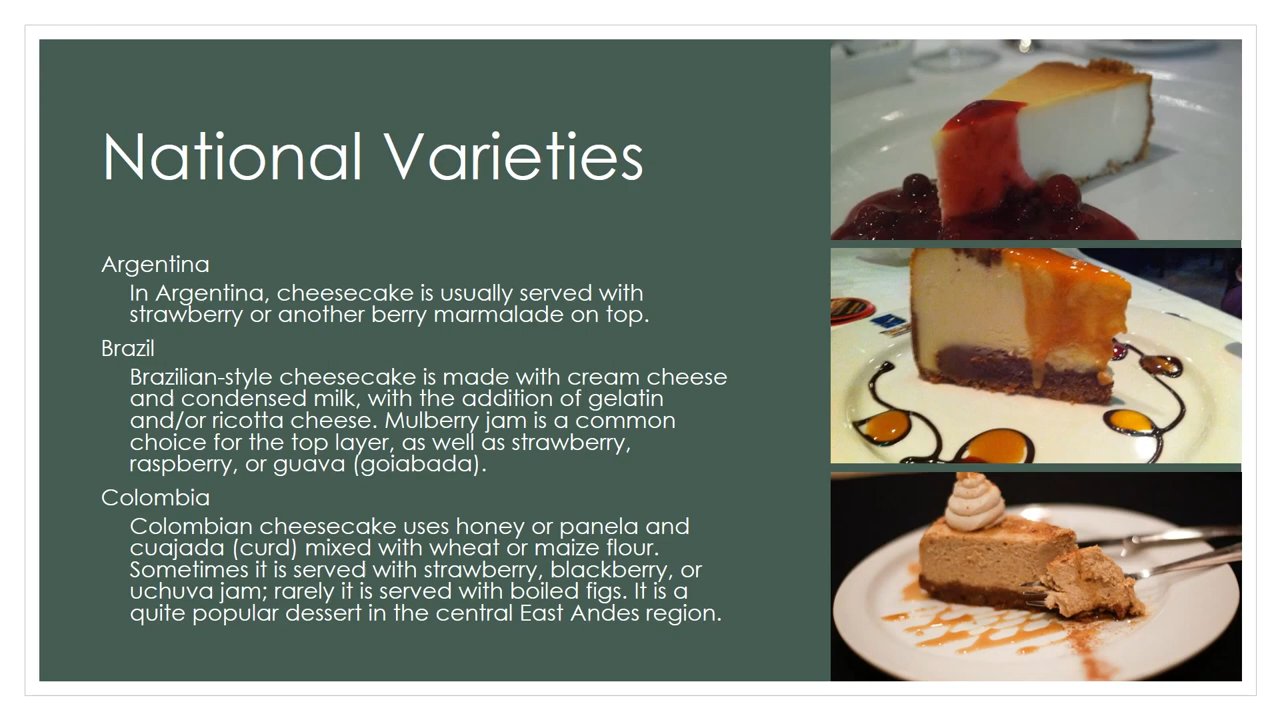 National Varieties
Argentina
In Argentina, cheesecake is usually served with
strawberry or another berry marmalade on top.
Brazil
Brazilian-style cheesecake is made with cream cheese
and condensed milk, with the addition of gelatin
and/or ricotta cheese. Mulberry jam is a common
choice for the top layer, as well as strawberry,
raspberry, or guava (goiabada).
Colombia
Colombian cheesecake uses honey or panela and
cuajada (curd) mixed with wheat or maize flour.
Sometimes it is served with strawberry, blackberry, or
uchuva jam; rarely it is served with boiled figs. It is a
quite popular dessert in the central East Andes region.